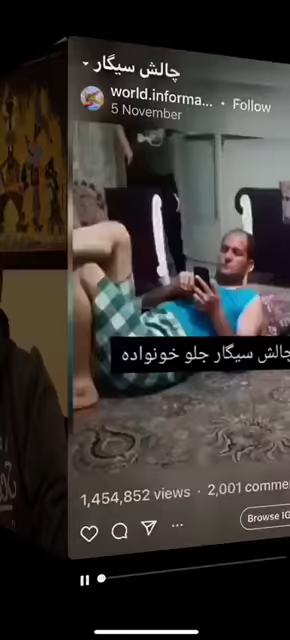 چالش سیگار
world.informa... • Follow
5 November
چالش سیگار جلو خونواده
1,454,852 views · 2,001 comme
Browse IG